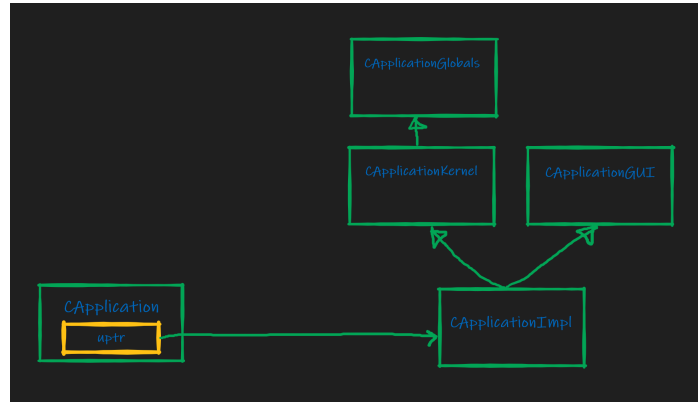 CApplicationGlobals
CApplicationKernel
CApplicationGUI
CApplication
uptr
CApplicationImpl